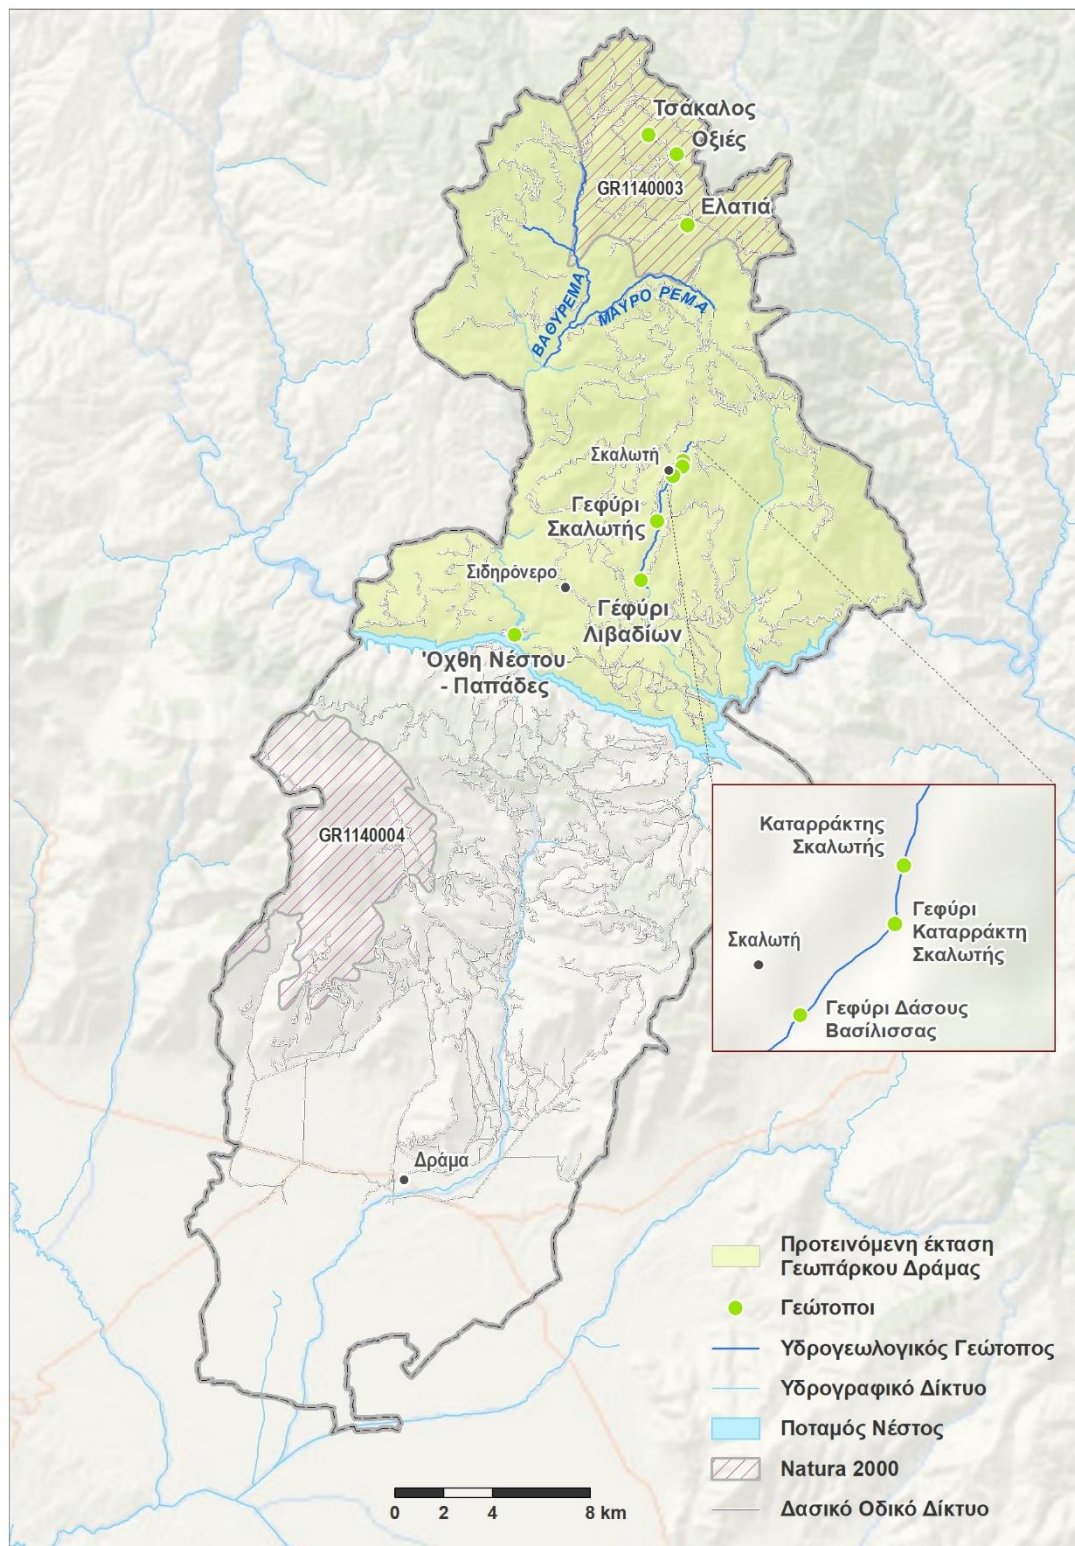 Τσάκαλος
Οξιές
GR1140003
Ελατιά
ΒΑΘΥΡΕΜΑ
ΜΑΥΡΟ ΡΕΜΑ
Σκαλωτή
Γεφύρι
Σκαλωτής
Σιδηρόνερο
Γέφύρι
Λιβαδίων
'Οχθη Νέστου
- Παπάδες
GR1140004
Καταρράκτης
Σκαλωτής
Γεφύρι
Καταρράκτη
Σκαλωτής
Σκαλωτή
Γεφύρι Δάσους
Βασίλισσας
Δράμα
Προτεινόμενη έκταση
Γεωπάρκου Δράμας
Γεώτοποι
Υδρογεωλογικός Γεώτοπος
Υδρογραφικό Δίκτυο
Ποταμός Νέστος
Natura 2000
Δασικό Οδικό Δίκτυο
0 2 4 8 km